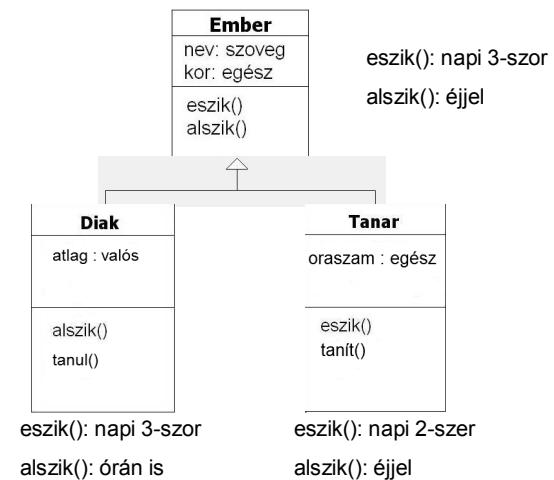 Ember
nev: szoveg
kor: egész
eszik()
alszik()
eszik(): napi 3-szor
alszik(): éjjel
Diak
atlag : valós
alszik()
tanul()
eszik(): napi 3-szor
alszik(): órán is
Tanar
oraszam : egész
eszik()
tanít()
eszik(): napi 2-szer
alszik(): éjjel